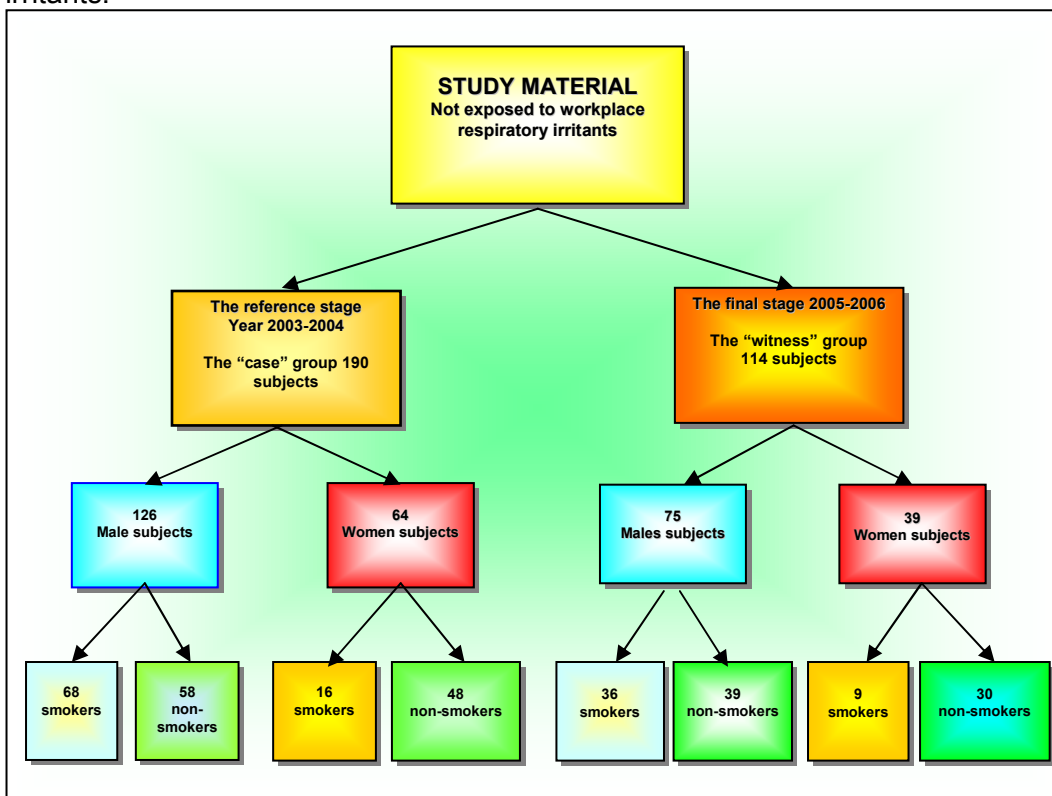 irritants.
STUDY MATERIAL
Not exposed to workplace
respiratory irritants
The reference stage
Year 2003-2004
The “case” group 190
subjects
The final stage 2005-2006
The “witness” group
114 subjects
126
Male subjects
64
Women subjects
75
Males subjects
39
Women subjects
68
smokers
58
non-
smokers
16
smokers
48
non-smokers
36
smokers
39
non-smokers
9
smokers
30
non-smokers